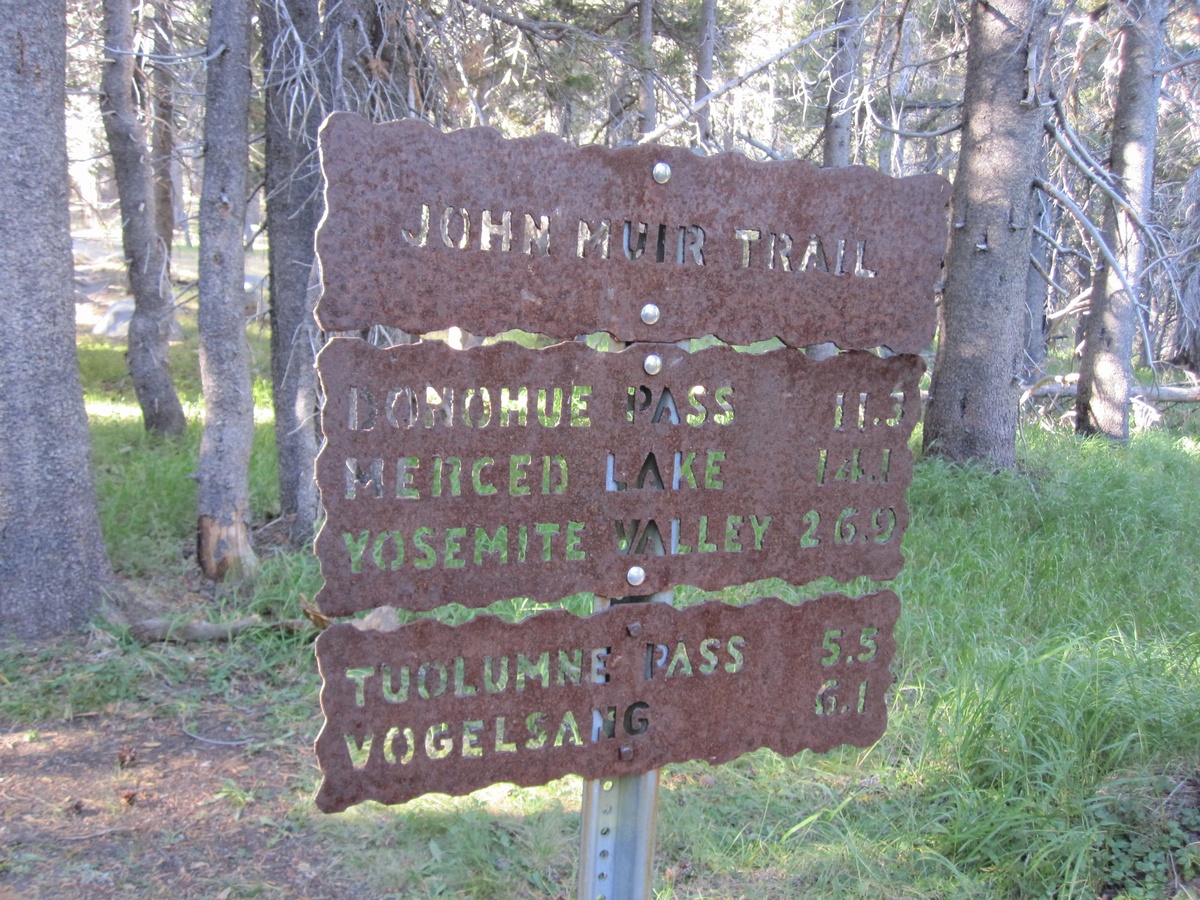 JOHN MUIR TRAIL
DONOHUE PASS 11.3
MERCED LAKE 14.1
YOSEMITE VALLEY 26.9
TUOLUMNE PASS 5.5
VOGELSANG 6.1